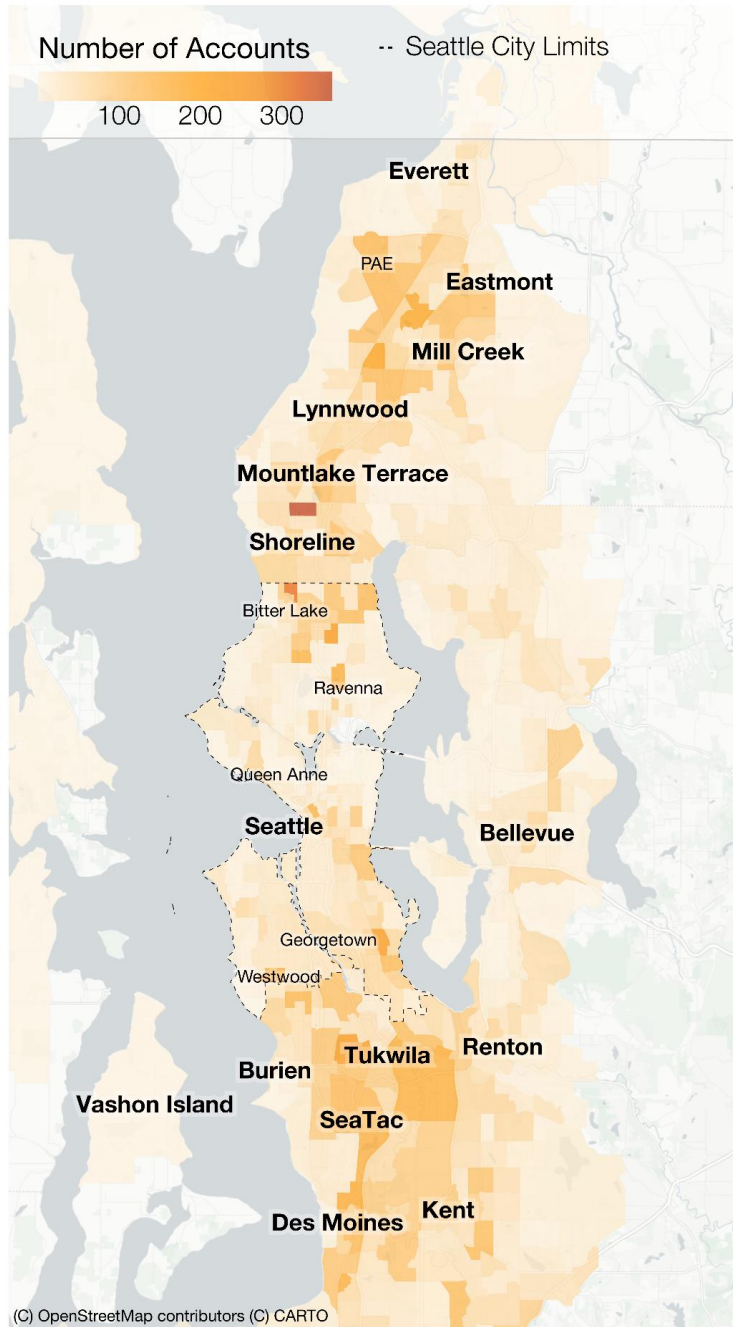 Number of Accounts
-- Seattle City Limits
100 200 300
Everett
PAE
Eastmont
Mill Creek
Lynnwood
Mountlake Terrace
Shoreline
Bitter Lake
Ravenna
Queen Anne
Seattle
Bellevue
Georgetown
Westwood
Tukwila
Renton
Burien
Vashon Island
SeaTac
Kent
Des Moines
(C) OpenStreetMap contributors (C) CARTO